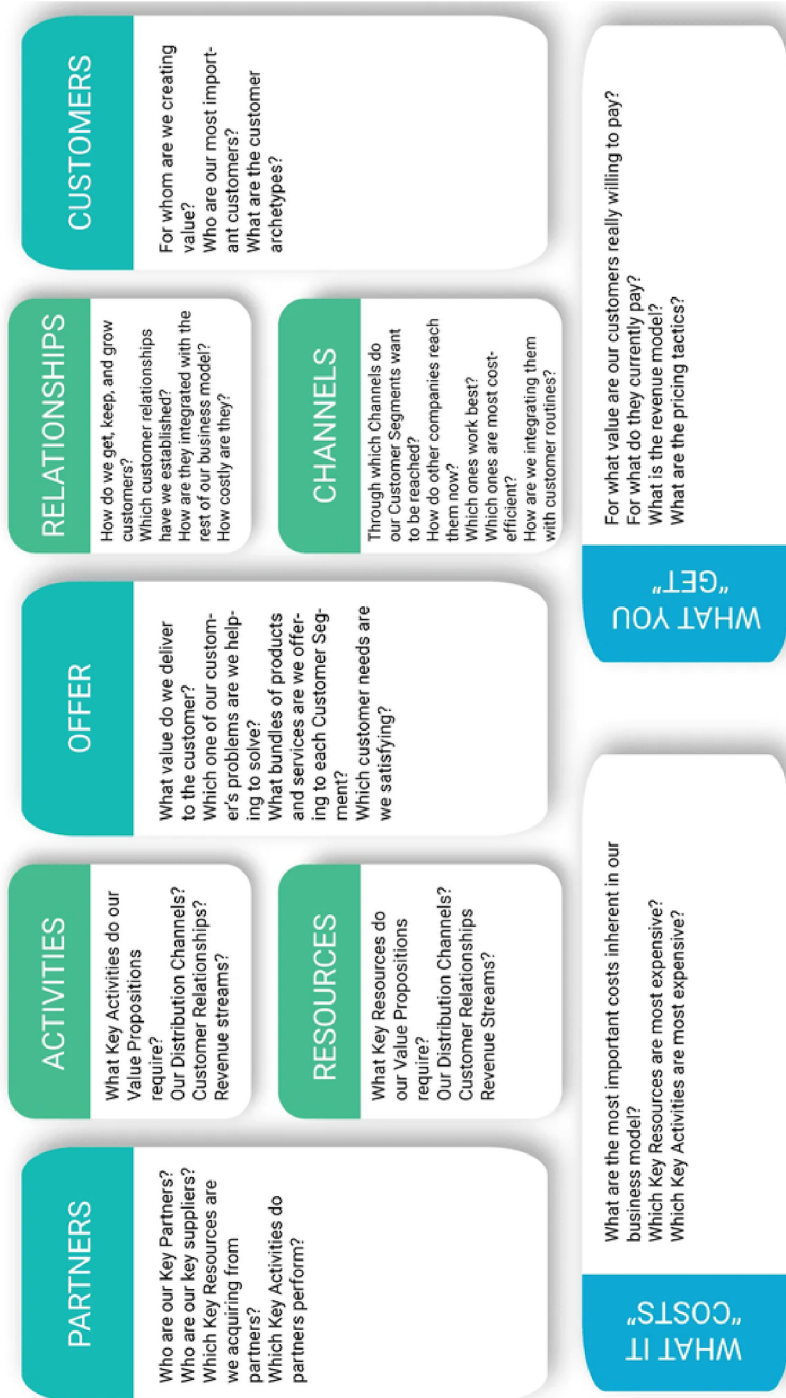 PARTNERS
Who are our Key Partners?
Who are our key suppliers?
Which Key Resources are
we acquiring from
partners?
Which Key Activities do
partners perform?
ACTIVITIES
What Key Activities do our
Value Propositions
require?
Our Distribution Channels?
Customer Relationships?
Revenue streams?
RESOURCES
What Key Resources do
our Value Propositions
require?
Our Distribution Channels?
Customer Relationships
Revenue Streams?
OFFER
What value do we deliver
to the customer?
Which one of our custom-
er's problems are we help-
ing to solve?
What bundles of products
and services are we offer-
ing to each Customer Seg-
ment?
Which customer needs are
we satisfying?
RELATIONSHIPS
How do we get, keep, and grow
customers?
Which customer relationships
have we established?
How are they integrated with the
rest of our business model?
How costly are they?
CHANNELS
Through which Channels do
our Customer Segments want
to be reached?
How do other companies reach
them now?
Which ones work best?
Which ones are most cost-
efficient?
How are we integrating them
with customer routines?
CUSTOMERS
For whom are we creating
value?
Who are our most import-
ant customers?
What are the customer
archetypes?
WHAT IT
"COSTS"
What are the most important costs inherent in our
business model?
Which Key Resources are most expensive?
Which Key Activities are most expensive?
WHAT YOU
"GET"
For what value are our customers really willing to pay?
For what do they currently pay?
What is the revenue model?
What are the pricing tactics?